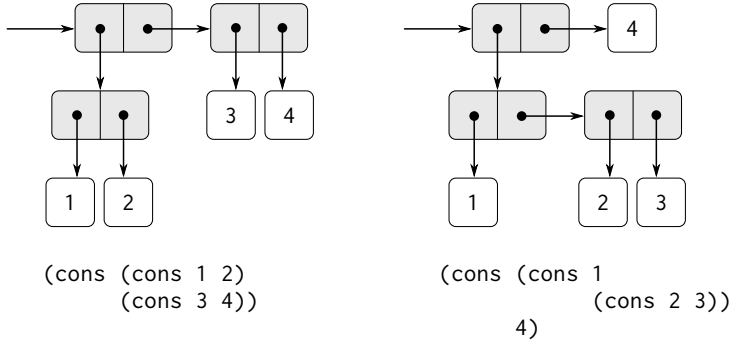 4
3 4
1 2
1 2 3
(cons (cons 1 2)
(cons 3 4))
(cons (cons 1
(cons 2 3))
4)